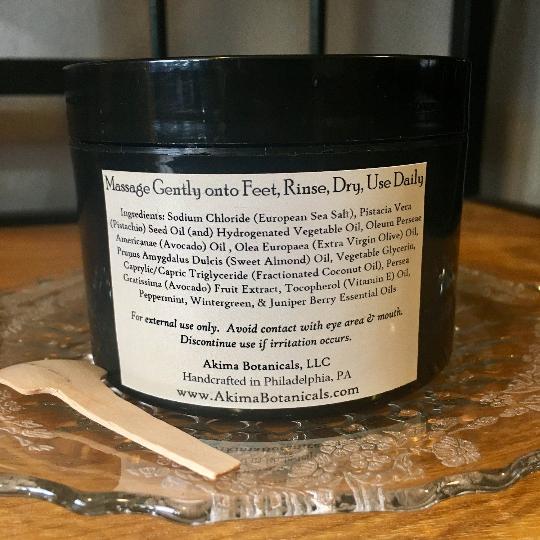 Massage Gently onto Feet, Rinse, Dry, Use Daily
Ingredients: Sodium Chloride (European Sea Salt), Pistacia Vera
(Pistachio) Seed Oil (and) Hydrogenated Vegetable Oil, Oleum Perseae
Americanae (Avocado) Oil , Olea Europaea (Extra Virgin Olive) Oil,
Prunus Amygdalus Dulcis (Sweet Almond) Oil, Vegetable Glycerin,
Caprylic/Capric Triglyceride (Fractionated Coconut Oil), Persea
Gratissima (Avocado) Fruit Extract, Tocopherol (Vitamin E) Oil,
Peppermint, Wintergreen, & Juniper Berry Essential Oils
For external use only. Avoid contact with eye area & mouth.
Discontinue use if irritation occurs.
Akima Botanicals, LLC
Handcrafted in Philadelphia, PA
www.AkimaBotanicals.com